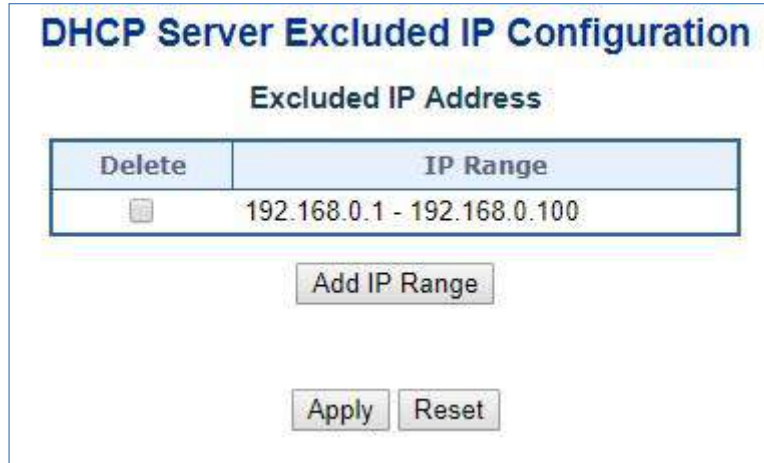 DHCP Server Excluded IP Configuration
Excluded IP Address
Delete IP Range
192.168.0.1 - 192.168.0.100
Add IP Range
Apply Reset